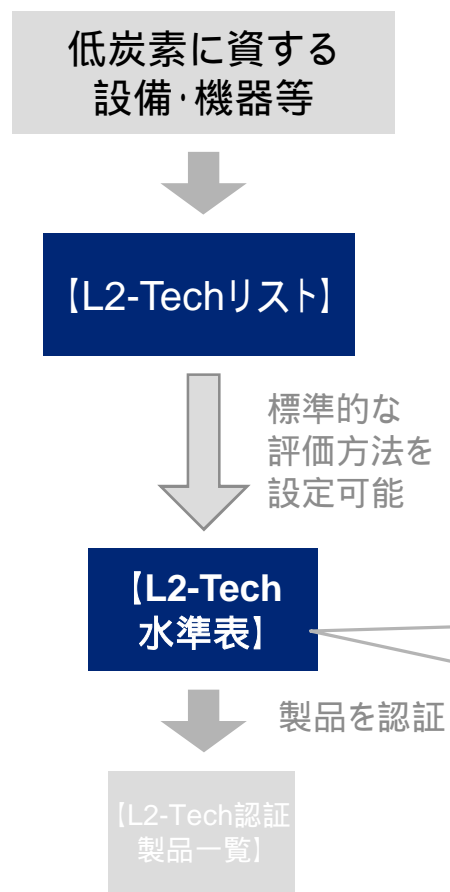 低炭素に資する
設備・機器等
【L2-Techリスト】
標準的な
評価方法を
設定可能
【L2-Tech
水準表】
製品を認証
【L2-Tech認証
製品一覧】